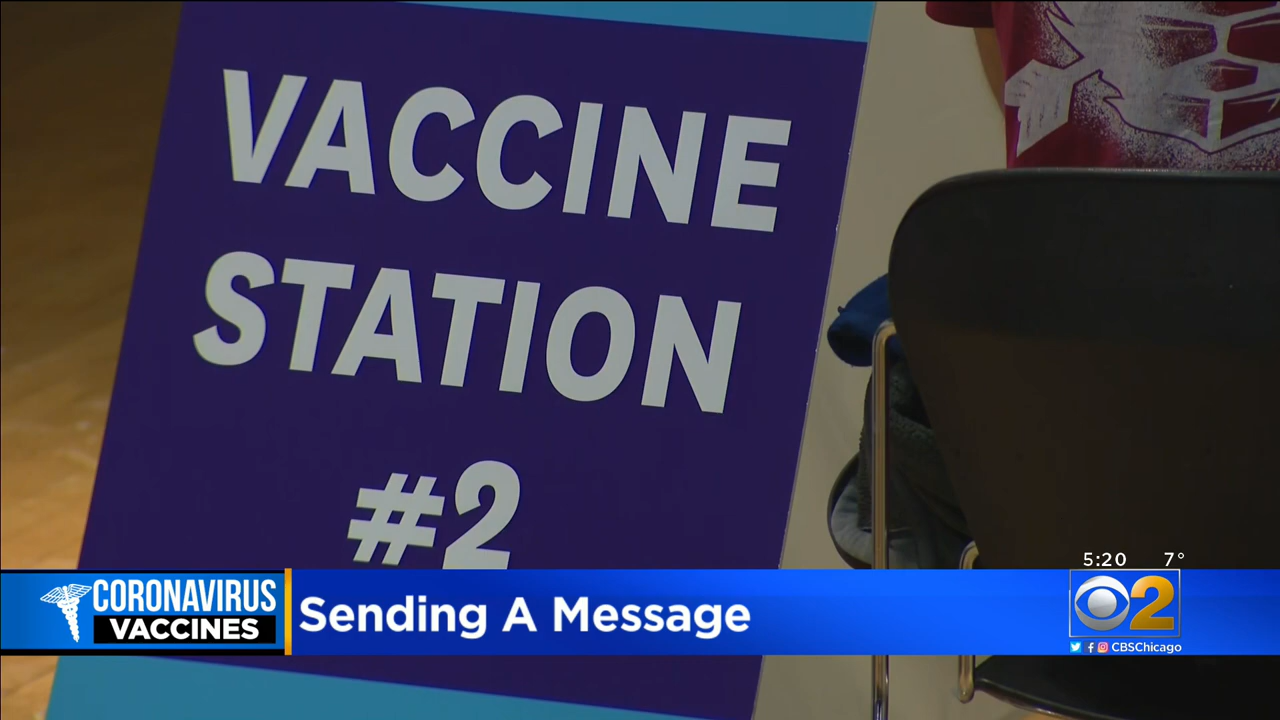 VACCINE
STATION
#2
5:20 7°
CORONAVIRUS
VACCINES
Sending A Message
2
CBSChicago